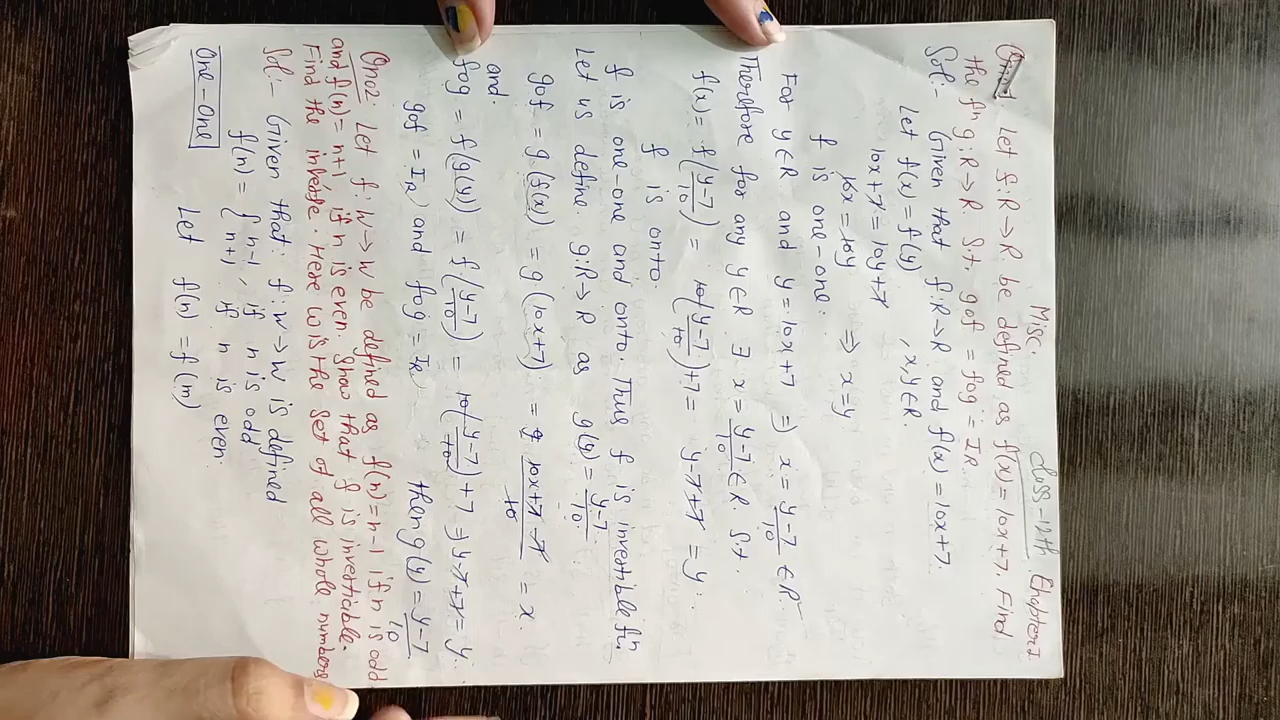 Misc. Class-12th Chapter-1
Let f: R→R be defined as f(x) = 10x+7. Find
the fn g: R→R. S.t. gof = fog = IR
Sol:- Given that f: R→R and f(x) = 10x+7.
Let f(x) = f(y) , x,y∈R.
10x+7 = 10y+7
10x = 10y ⇒ x=y
f is one-one.
For y∈R and y = 10x+7 ⇒ x = y-7/10 ∈R
Therefore for any y∈R ∃ x = y-7/10 ∈R. S.t.
f(x) = f(y-7/10) = 10(y-7/10)+7 = y-7+7 = y.
f is onto.
f is one-one and onto. Thus f is investible fn
Let us define. g: R→R as g(y) = y-7/10.
gof = g(f(x)) = g(10x+7) = 10x+7-7/10 = x.
and.
fog = f(g(y)) = f(y-7/10) = 10(y-7/10)+7 ⇒ y-7+7 = y.
gof = IR and fog = IR then g(y) = y-7/10
Qno2: Let f: W→W be defined as f(n) = n-1 if n is odd
and f(n) = n+1 if n is even. Show that f is investiable.
Find the inverse. Here W is the set of all whole numbers
Sol:- Given that: f: W→W is defined
f(n) = { n-1, if n is odd
n+1, if n is even.
One-One
Let f(n) = f(m)